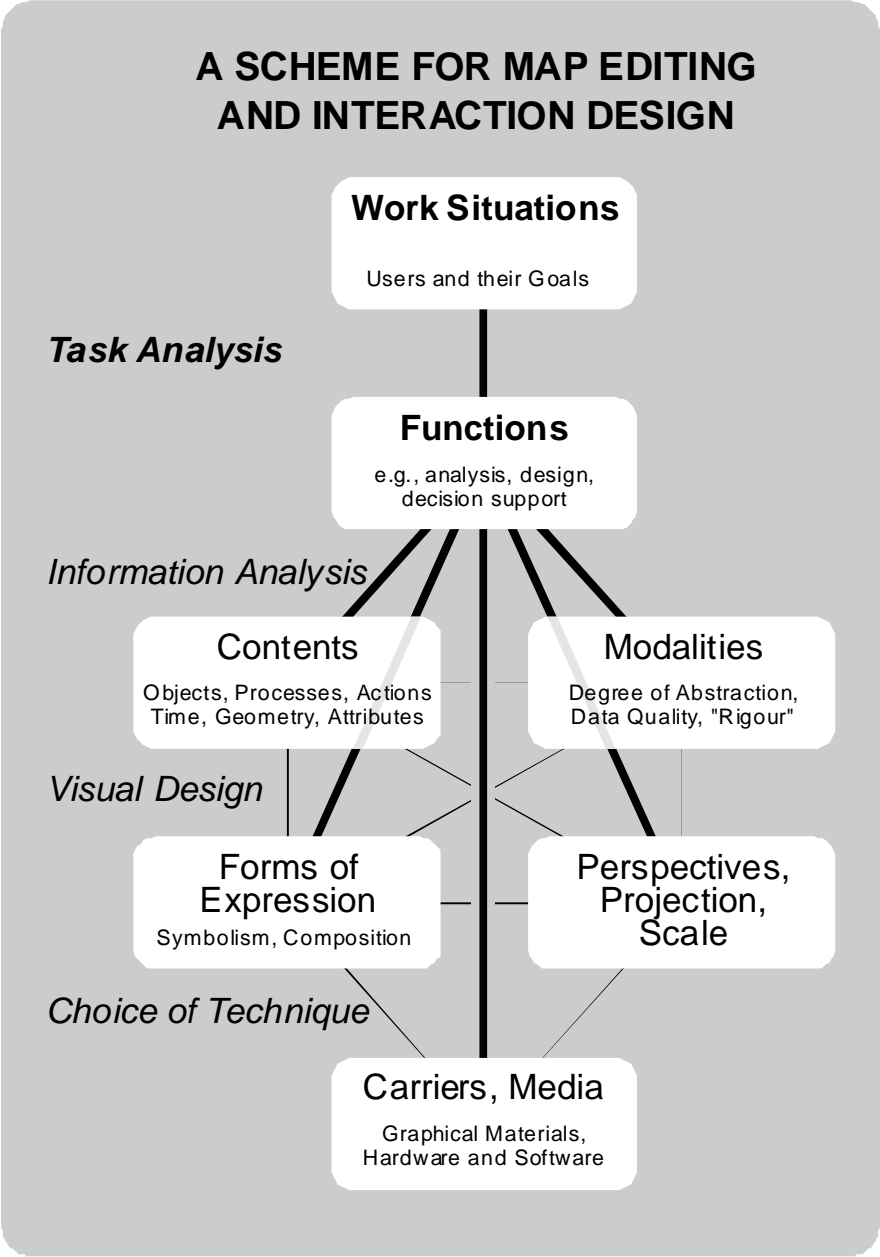 A SCHEME FOR MAP EDITING
AND INTERACTION DESIGN
Work Situations
Users and their Goals
Task Analysis
Functions
e.g., analysis, design,
decision support
Information Analysis
Contents
Objects, Processes, Actions
Time, Geometry, Attributes
Modalities
Degree of Abstraction,
Data Quality, "Rigour"
Visual Design
Forms of
Expression
Symbolism, Composition
Perspectives,
Projection,
Scale
Choice of Technique
Carriers, Media
Graphical Materials,
Hardware and Software